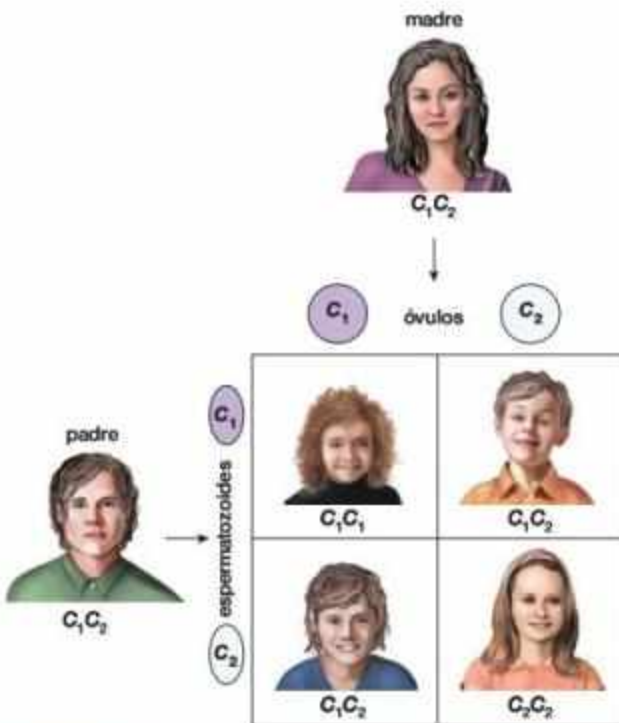 madre
C₁C₂
C₁ óvulos C₂
padre
C₁C₂
espermatozoides
C₁
C₂
C₁C₁ C₁C₂
C₁C₂ C₂C₂